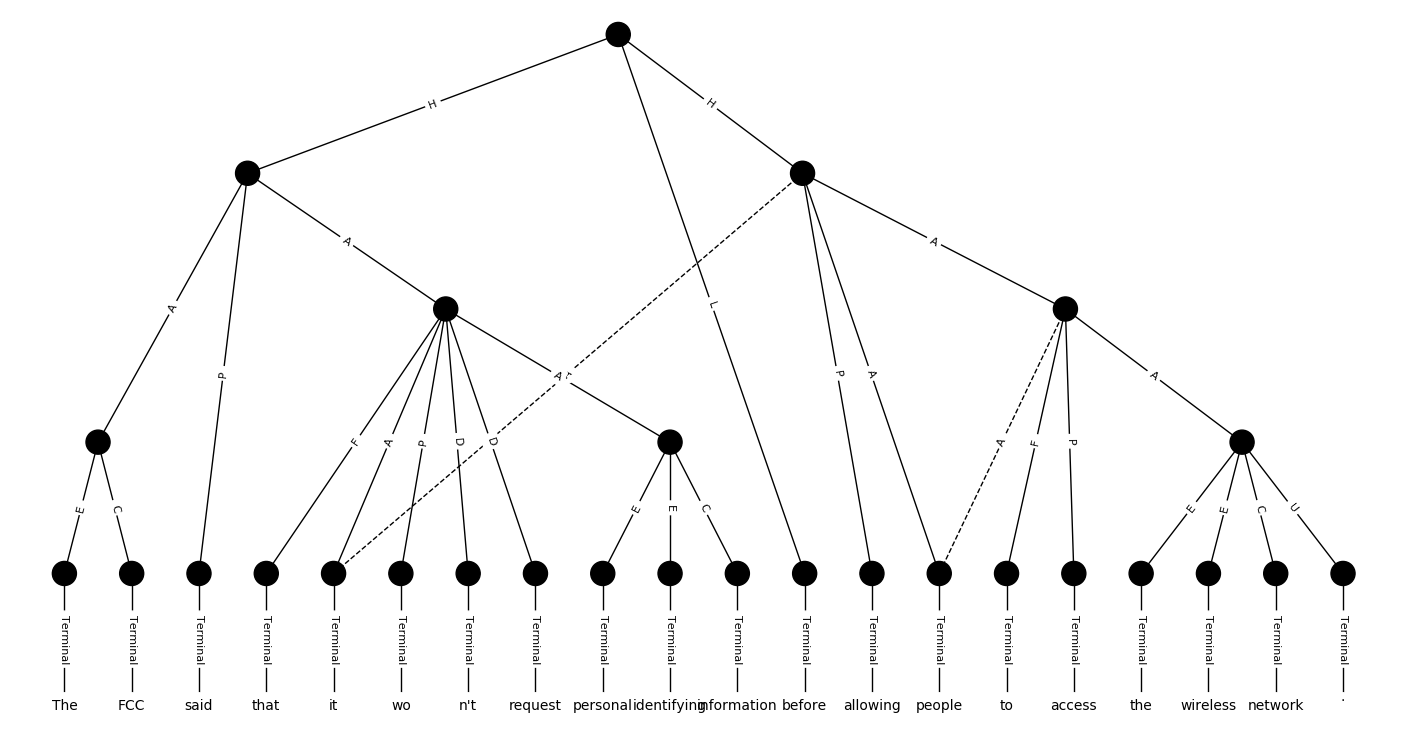 H
H
A
A
L
A
P
A
P
A
A
F
A
P
D
D
A
F
P
E
C
E
E
C
E
E
C
U
Terminal Terminal Terminal Terminal Terminal Terminal Terminal Terminal Terminal Terminal Terminal Terminal Terminal Terminal Terminal Terminal Terminal Terminal Terminal Terminal
The FCC said that it wo n't request personal identifying information before allowing people to access the wireless network .